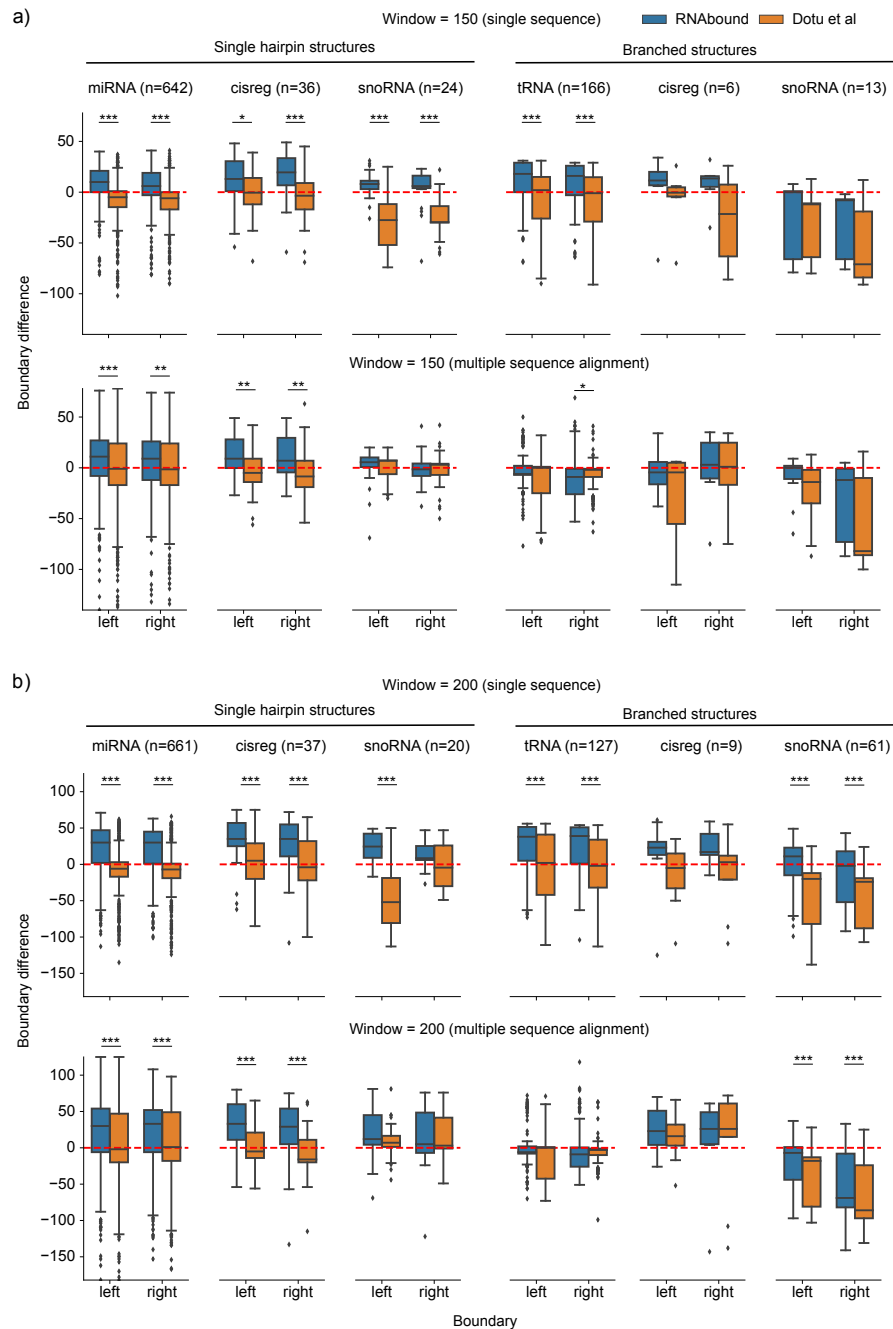 a)
Window = 150 (single sequence)
RNAbound
Dotu et al
Single hairpin structures
Branched structures
miRNA (n=642)
cisreg (n=36)
snoRNA (n=24)
tRNA (n=166)
cisreg (n=6)
snoRNA (n=13)
*** *** * *** *** *** *** ***
50
0
−50
−100
Boundary difference
Window = 150 (multiple sequence alignment)
*** ** ** ** *
50
0
−50
−100
left right left right left right left right left right left right
b)
Window = 200 (single sequence)
Single hairpin structures
Branched structures
miRNA (n=661)
cisreg (n=37)
snoRNA (n=20)
tRNA (n=127)
cisreg (n=9)
snoRNA (n=61)
*** *** *** *** *** *** *** *** ***
100
50
0
−50
−100
−150
Boundary difference
Window = 200 (multiple sequence alignment)
*** *** *** *** *** ***
100
50
0
−50
−100
−150
left right left right left right left right left right left right
Boundary